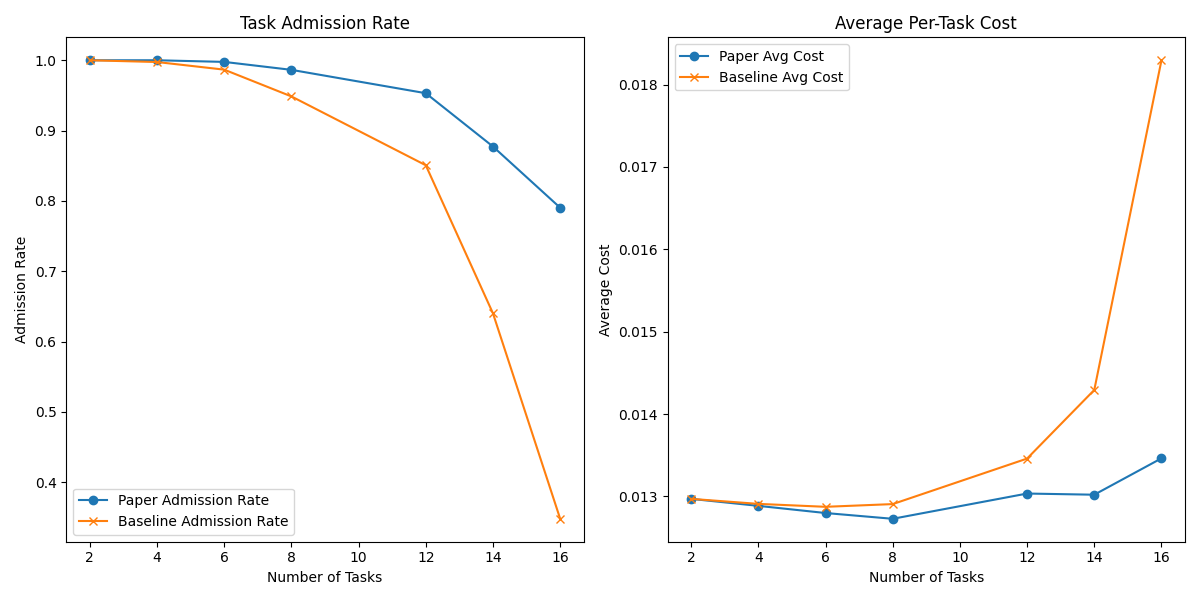 Task Admission Rate
Admission Rate
1.0
0.9
0.8
0.7
0.6
0.5
0.4
Paper Admission Rate
Baseline Admission Rate
2 4 6 8 10 12 14 16
Number of Tasks
Average Per-Task Cost
Average Cost
Paper Avg Cost
Baseline Avg Cost
0.018
0.017
0.016
0.015
0.014
0.013
2 4 6 8 10 12 14 16
Number of Tasks